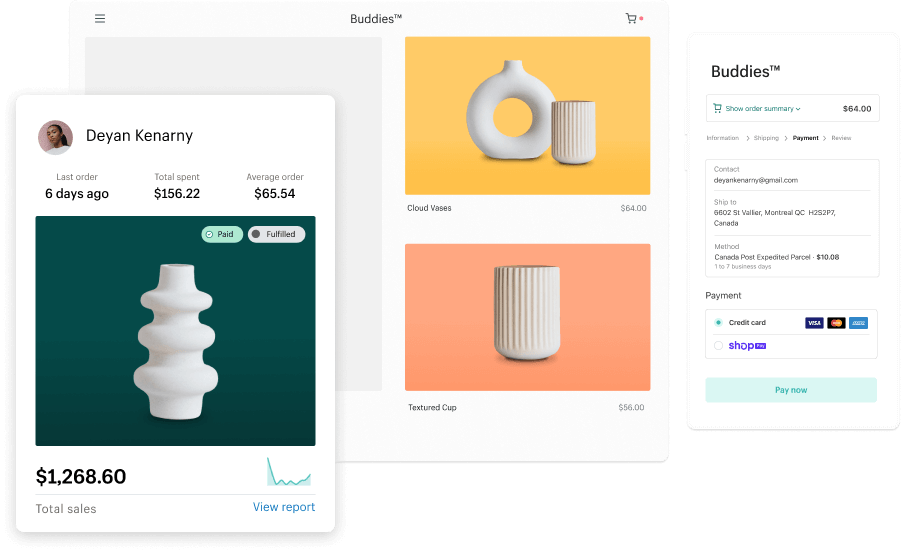 Buddies™
Deyan Kenarny
Last order
6 days ago
Total spent
$156.22
Average order
$65.54
Paid
Fulfilled
$1,268.60
Total sales
View report
Cloud Vases
$64.00
Textured Cup
$56.00
Buddies™
Show order summary
$64.00
Information > Shipping > Payment > Review
Contact
deyankenarny@gmail.com
Ship to
6602 St Vallier, Montreal QC H2S2P7,
Canada
Method
Canada Post Expedited Parcel · $10.08
1 to 7 business days
Payment
Credit card
VISA
shop Pay
Pay now